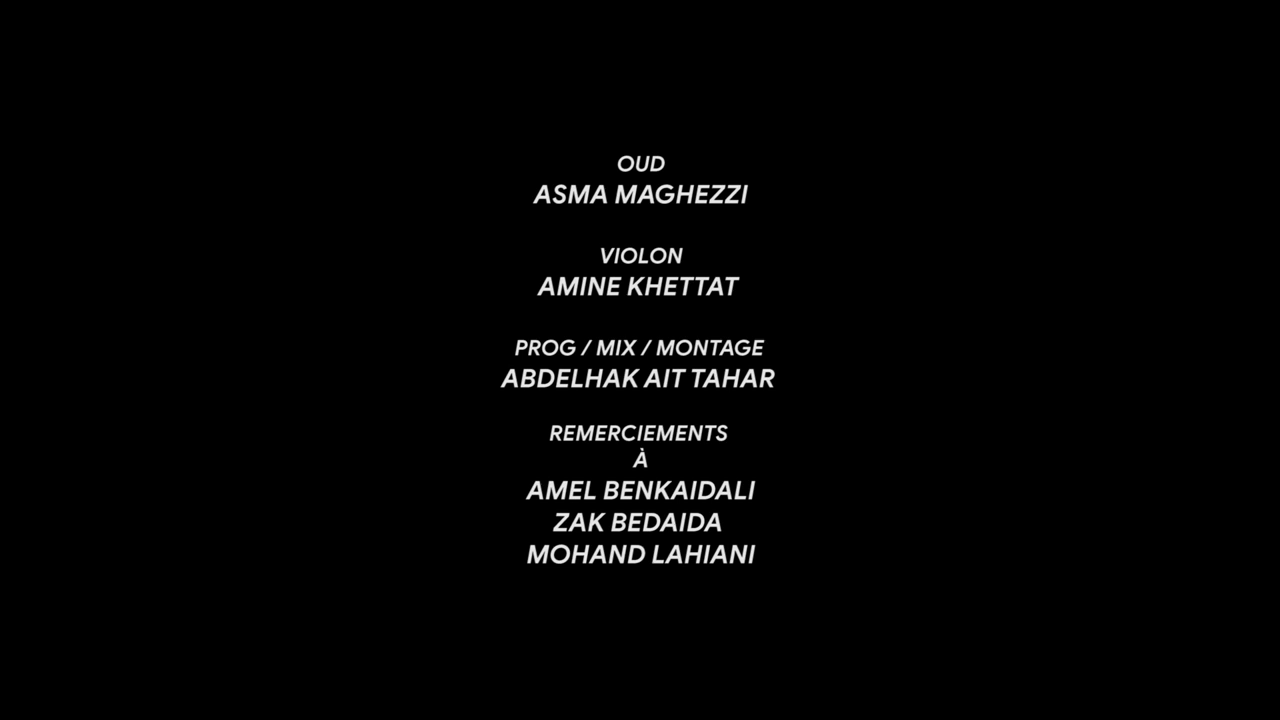 OUD
ASMA MAGHEZZI
VIOLON
AMINE KHETTAT
PROG / MIX / MONTAGE
ABDELHAK AIT TAHAR
REMERCIEMENTS
À
AMEL BENKAIDALI
ZAK BEDAIDA
MOHAND LAHIANI